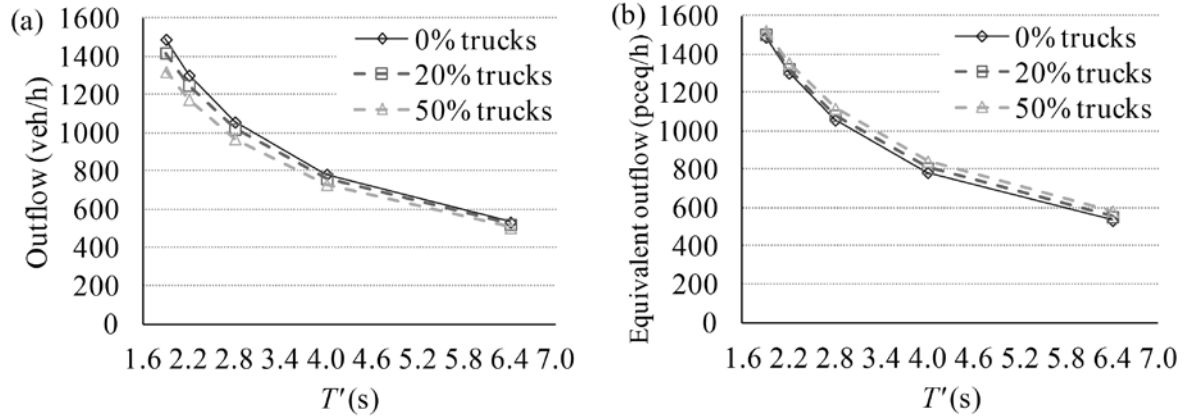 (a)
Outflow (veh/h)
1600
1400
1200
1000
800
600
400
200
0
0% trucks
20% trucks
50% trucks
1.6 2.2 2.8 3.4 4.0 4.6 5.2 5.8 6.4 7.0
T′ (s)
(b)
Equivalent outflow (pceq/h)
1600
1400
1200
1000
800
600
400
200
0
0% trucks
20% trucks
50% trucks
1.6 2.2 2.8 3.4 4.0 4.6 5.2 5.8 6.4 7.0
T′ (s)